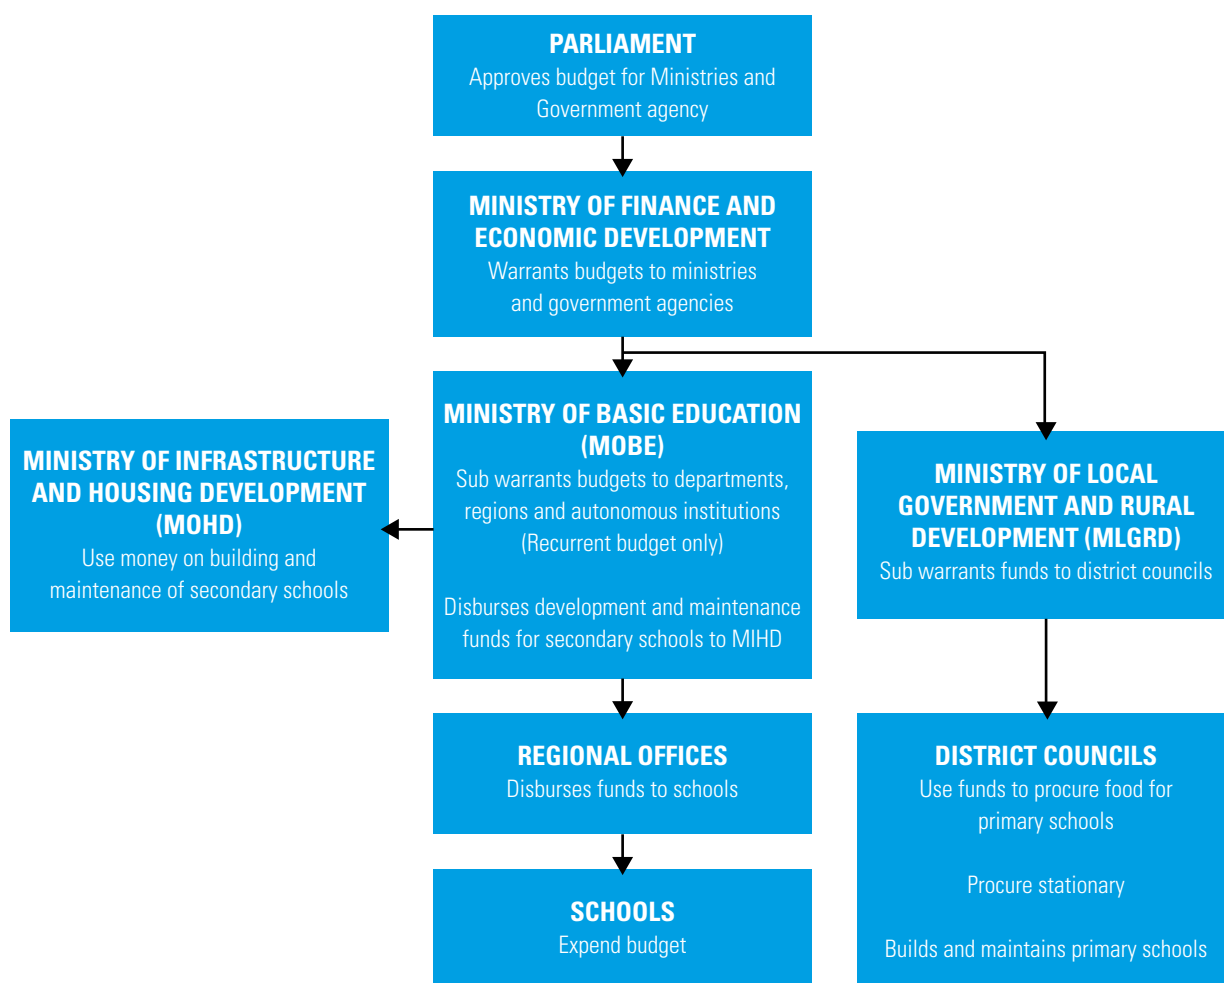 PARLIAMENT
Approves budget for Ministries and
Government agency
MINISTRY OF FINANCE AND
ECONOMIC DEVELOPMENT
Warrants budgets to ministries
and government agencies
MINISTRY OF INFRASTRUCTURE
AND HOUSING DEVELOPMENT
(MOHD)
Use money on building and
maintenance of secondary schools
MINISTRY OF BASIC EDUCATION
(MOBE)
Sub warrants budgets to departments,
regions and autonomous institutions
(Recurrent budget only)
Disburses development and maintenance
funds for secondary schools to MIHD
MINISTRY OF LOCAL
GOVERNMENT AND RURAL
DEVELOPMENT (MLGRD)
Sub warrants funds to district councils
REGIONAL OFFICES
Disburses funds to schools
SCHOOLS
Expend budget
DISTRICT COUNCILS
Use funds to procure food for
primary schools
Procure stationary
Builds and maintains primary schools